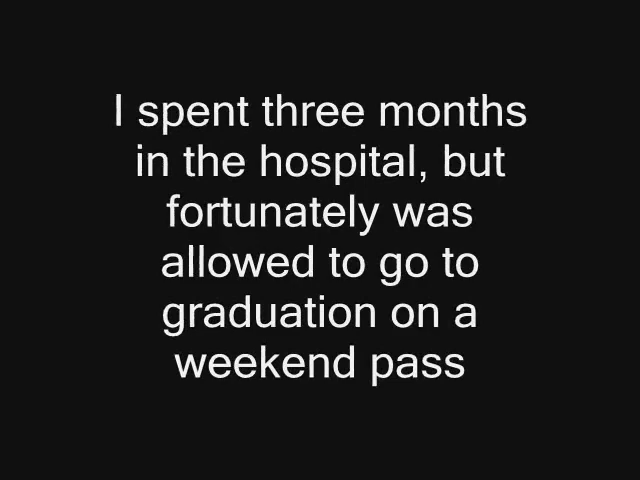 I spent three months
in the hospital, but
fortunately was
allowed to go to
graduation on a
weekend pass